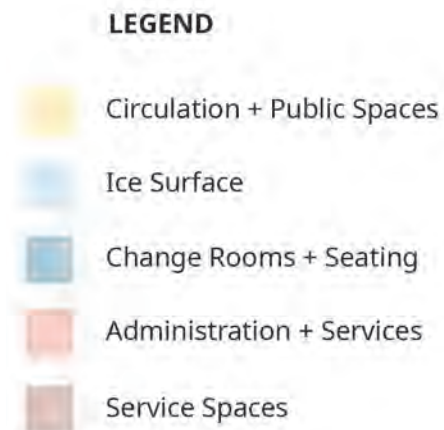 LEGEND
Circulation + Public Spaces
Ice Surface
Change Rooms + Seating
Administration + Services
Service Spaces